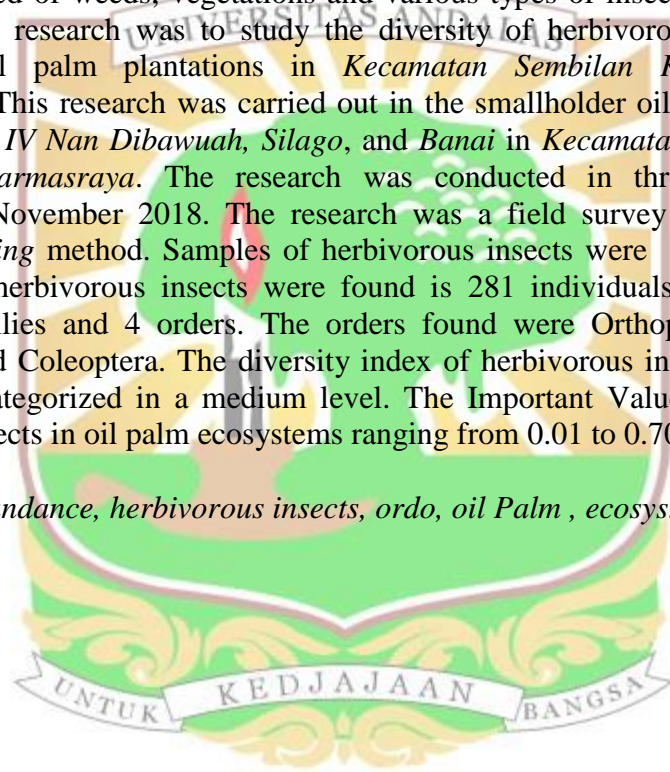 ed of weeds, vegetations and various types of insec
UNIVERSITAS ANDALAS
research was to study the diversity of herbivoro
l palm plantations in Kecamatan Sembilan K
This research was carried out in the smallholder oil
IV Nan Dibawuah, Silago, and Banai in Kecamata
armasraya. The research was conducted in thr
November 2018. The research was a field survey
ing method. Samples of herbivorous insects were
herbivorous insects were found is 281 individuals
ilies and 4 orders. The orders found were Orthop
d Coleoptera. The diversity index of herbivorous in
ategorized in a medium level. The Important Valu
ects in oil palm ecosystems ranging from 0.01 to 0.70
ndance, herbivorous insects, ordo, oil Palm , ecosys
UNTUK KEDJAJAAN BANGSA